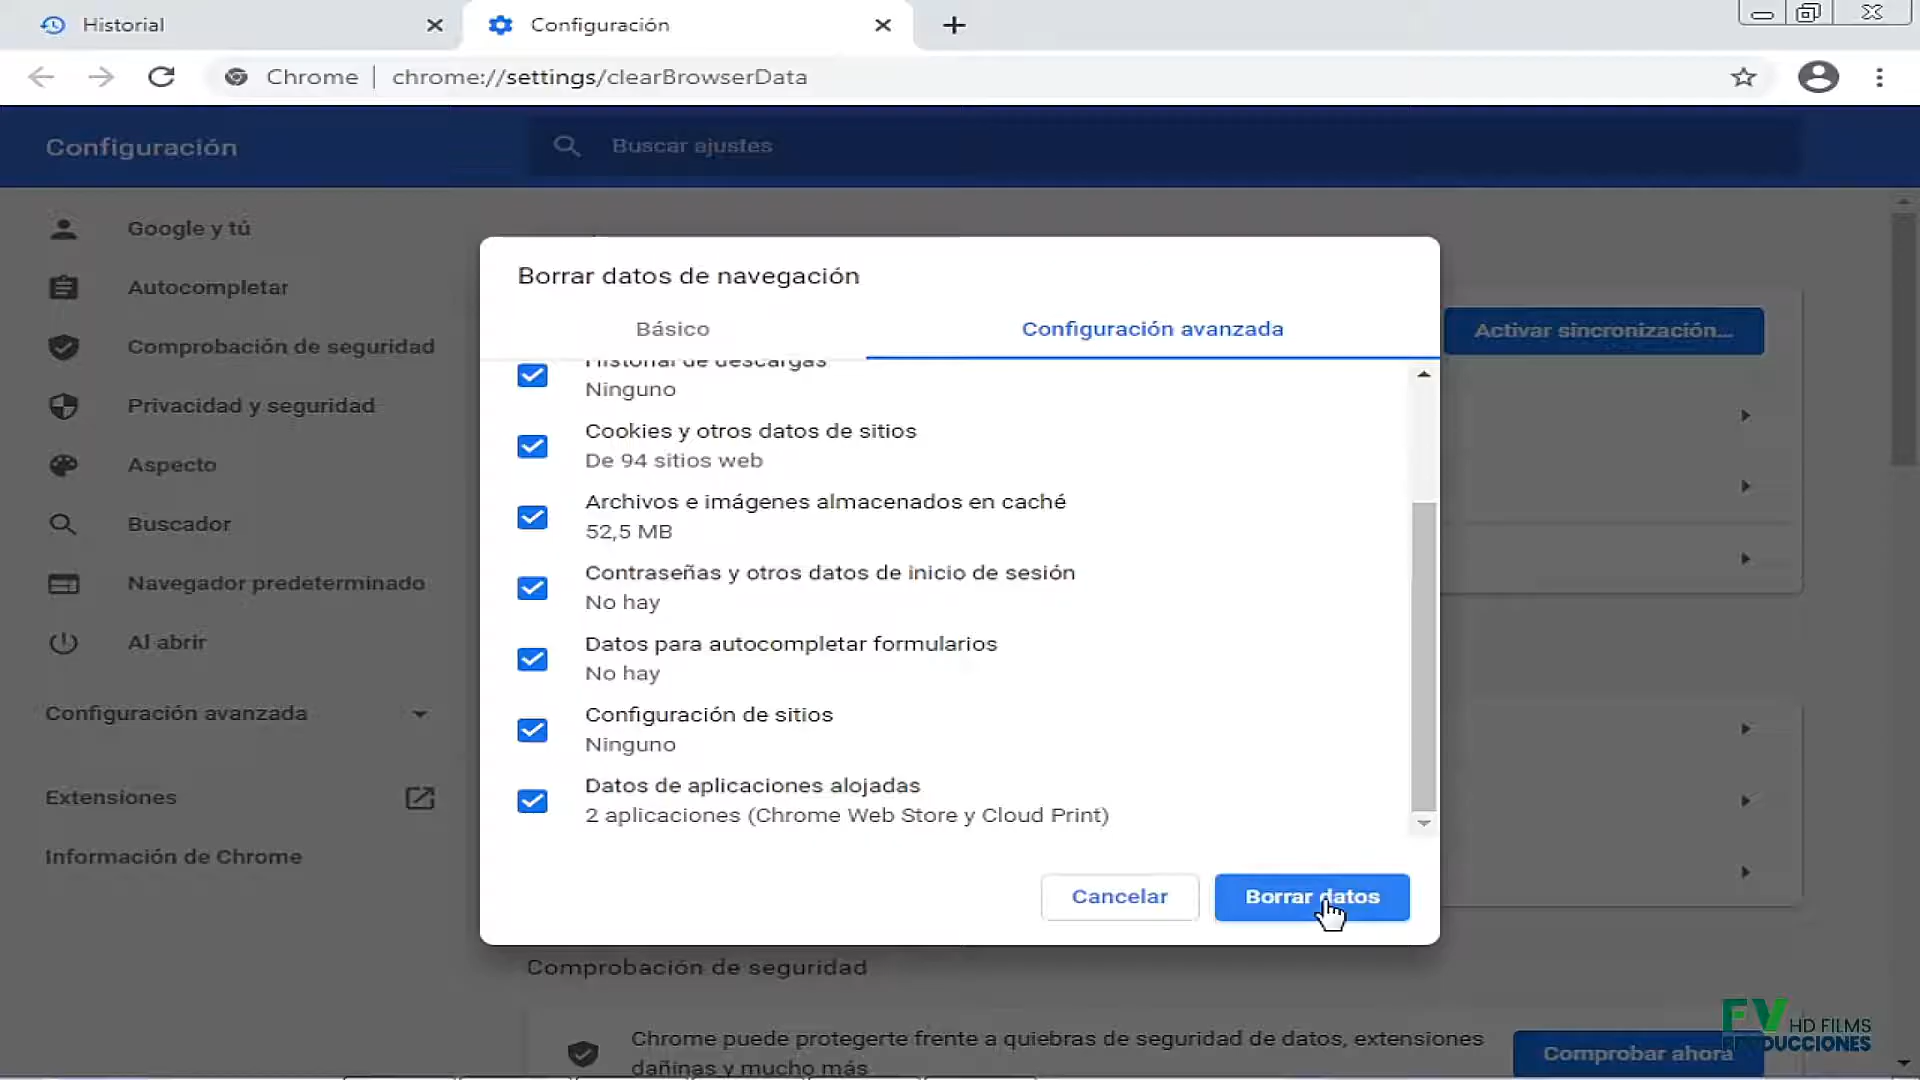 Historial
Configuración
Chrome
chrome://settings/clearBrowserData
Configuración
Buscar ajustes
Google y tú
Autocompletar
Comprobación de seguridad
Privacidad y seguridad
Aspecto
Buscador
Navegador predeterminado
Al abrir
Configuración avanzada
Extensiones
Información de Chrome
Activar sincronización...
Borrar datos de navegación
Básico
Configuración avanzada
Historial de descargas
Ninguno
Cookies y otros datos de sitios
De 94 sitios web
Archivos e imágenes almacenados en caché
52,5 MB
Contraseñas y otros datos de inicio de sesión
No hay
Datos para autocompletar formularios
No hay
Configuración de sitios
Ninguno
Datos de aplicaciones alojadas
2 aplicaciones (Chrome Web Store y Cloud Print)
Cancelar
Borrar datos
Comprobación de seguridad
Chrome puede protegerte frente a quiebras de seguridad de datos, extensiones
dañinas y mucho más
Comprobar ahora
FV HD FILMS
PRODUCCIONES